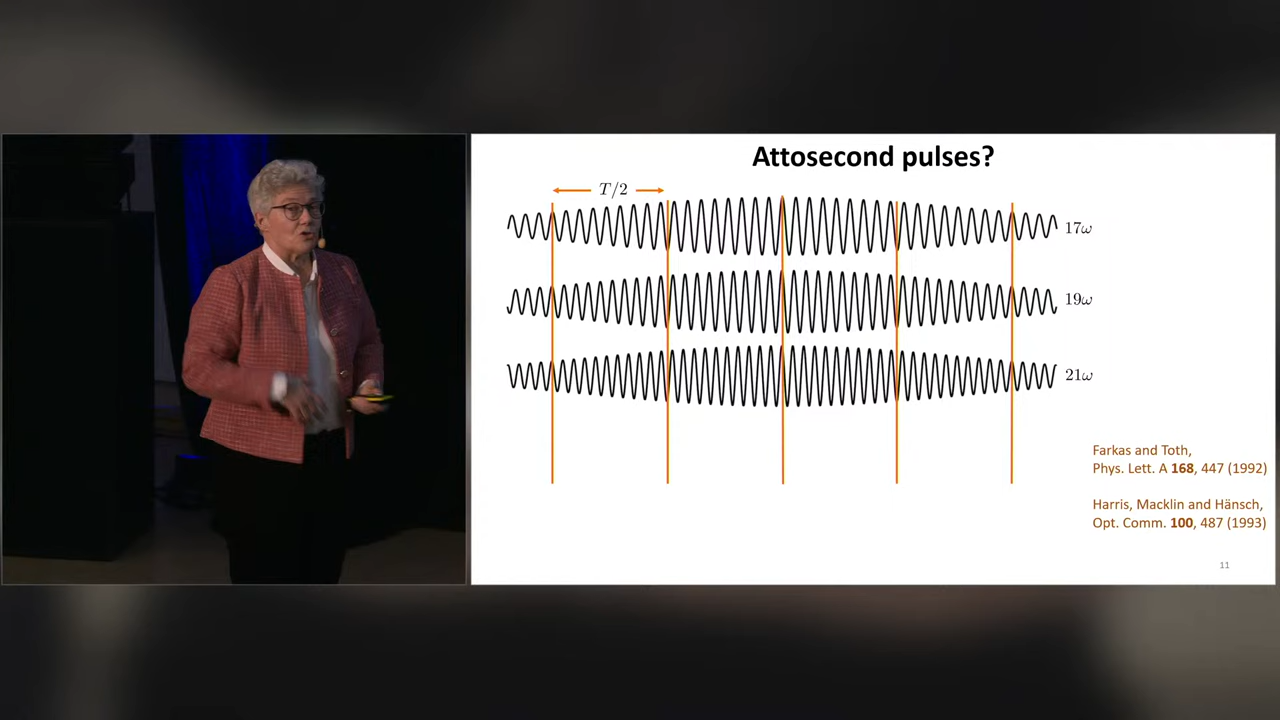 Attosecond pulses?
T/2
17ω
19ω
21ω
Farkas and Toth,
Phys. Lett. A 168, 447 (1992)
Harris, Macklin and Hänsch,
Opt. Comm. 100, 487 (1993)
11